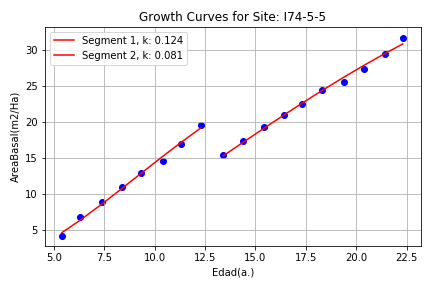 Growth Curves for Site: I74-5-5
Segment 1, k: 0.124
Segment 2, k: 0.081
AreaBasal(m2/Ha)
30
25
20
15
10
5
5.0 7.5 10.0 12.5 15.0 17.5 20.0 22.5
Edad(a.)